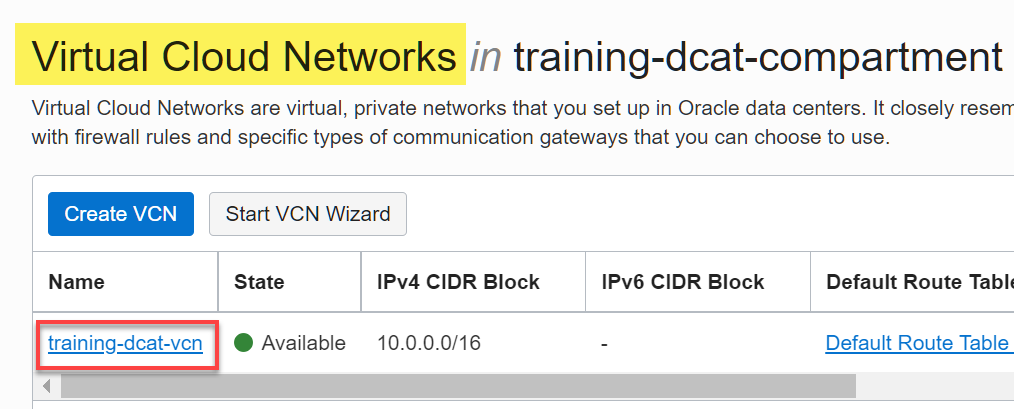 Virtual Cloud Networks in training-dcat-compartment
Virtual Cloud Networks are virtual, private networks that you set up in Oracle data centers. It closely resem
with firewall rules and specific types of communication gateways that you can choose to use.
Create VCN Start VCN Wizard
Name State IPv4 CIDR Block IPv6 CIDR Block Default Route Table
training-dcat-vcn Available 10.0.0.0/16 - Default Route Table